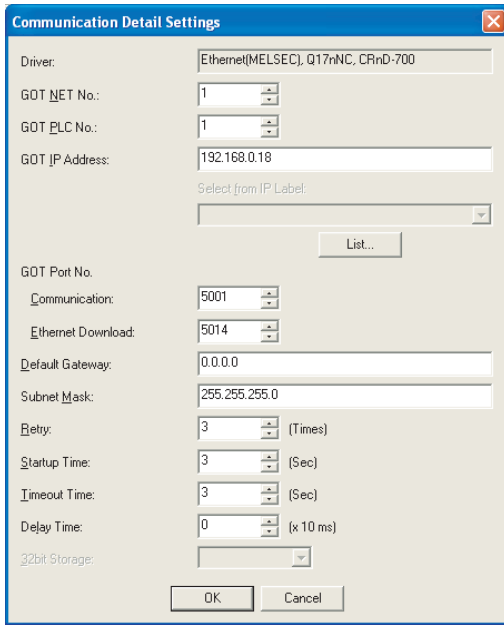 Communication Detail Settings
Driver: Ethernet(MELSEC), Q17nNC, CRnD-700
GOT NET No.: 1
GOT PLC No.: 1
GOT IP Address: 192.168.0.18
Select from IP Label:
List...
GOT Port No.
Communication: 5001
Ethernet Download: 5014
Default Gateway: 0.0.0.0
Subnet Mask: 255.255.255.0
Retry: 3 (Times)
Startup Time: 3 (Sec)
Timeout Time: 3 (Sec)
Delay Time: 0 (x 10 ms)
32bit Storage:
OK Cancel